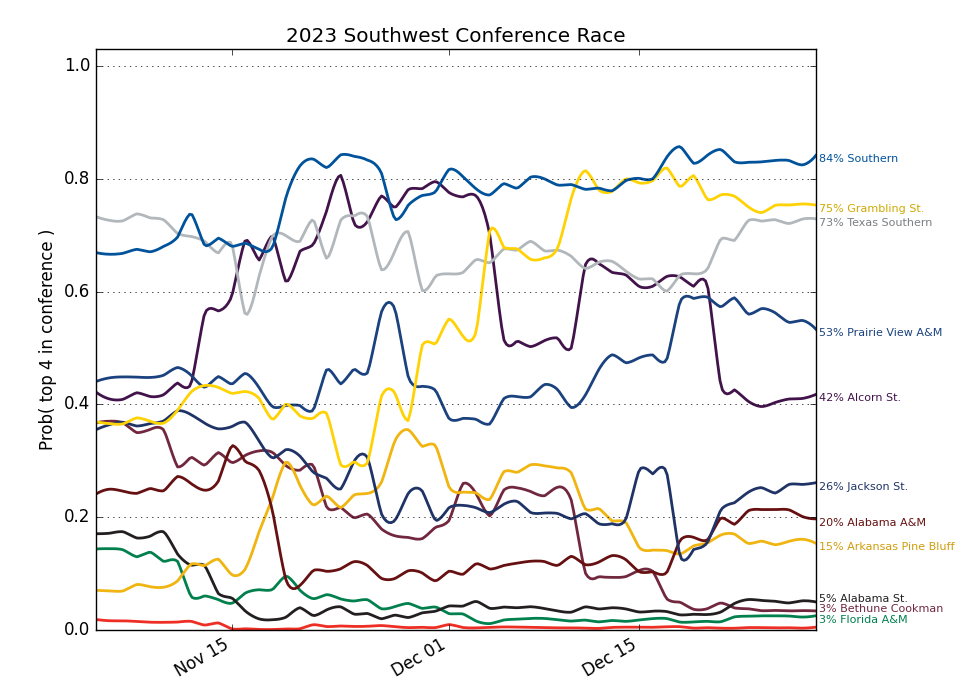 2023 Southwest Conference Race
Prob( top 4 in conference )
1.0
0.8
0.6
0.4
0.2
0.0
Nov 15
Dec 01
Dec 15
84% Southern
75% Grambling St.
73% Texas Southern
53% Prairie View A&M
42% Alcorn St.
26% Jackson St.
20% Alabama A&M
15% Arkansas Pine Bluff
5% Alabama St.
3% Bethune Cookman
3% Florida A&M